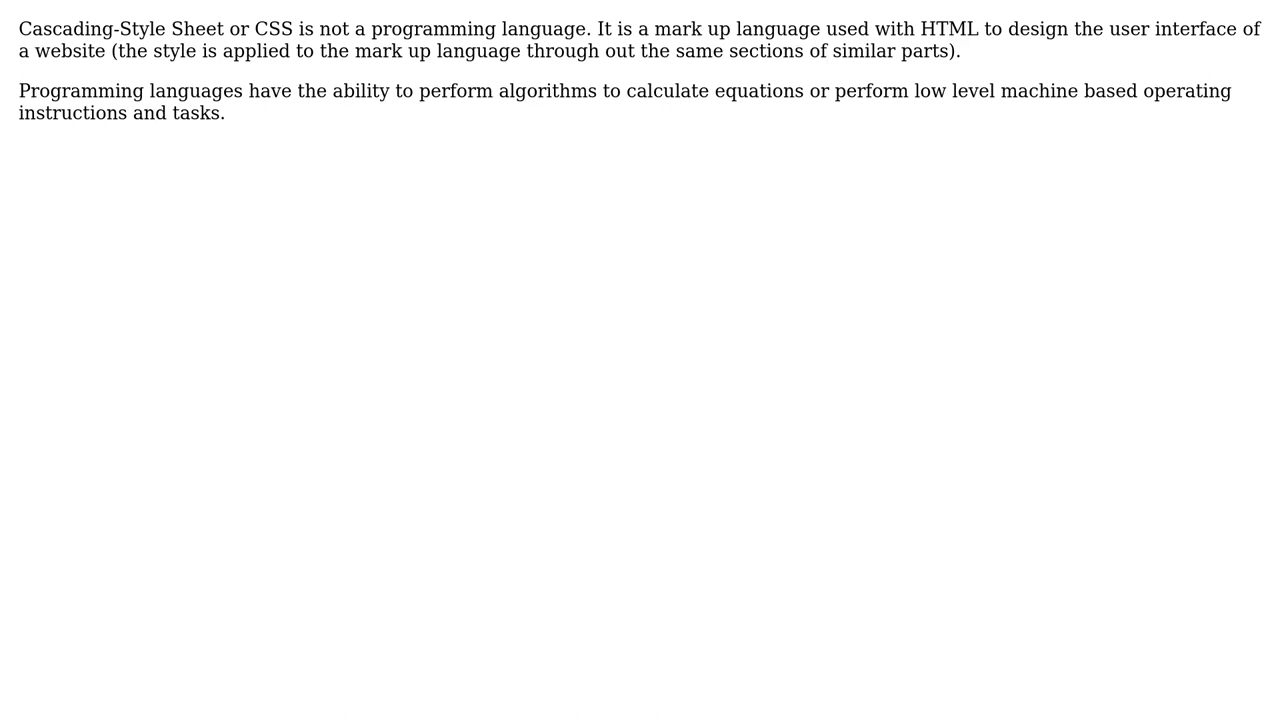 Cascading-Style Sheet or CSS is not a programming language. It is a mark up language used with HTML to design the user interface of
a website (the style is applied to the mark up language through out the same sections of similar parts).
Programming languages have the ability to perform algorithms to calculate equations or perform low level machine based operating
instructions and tasks.